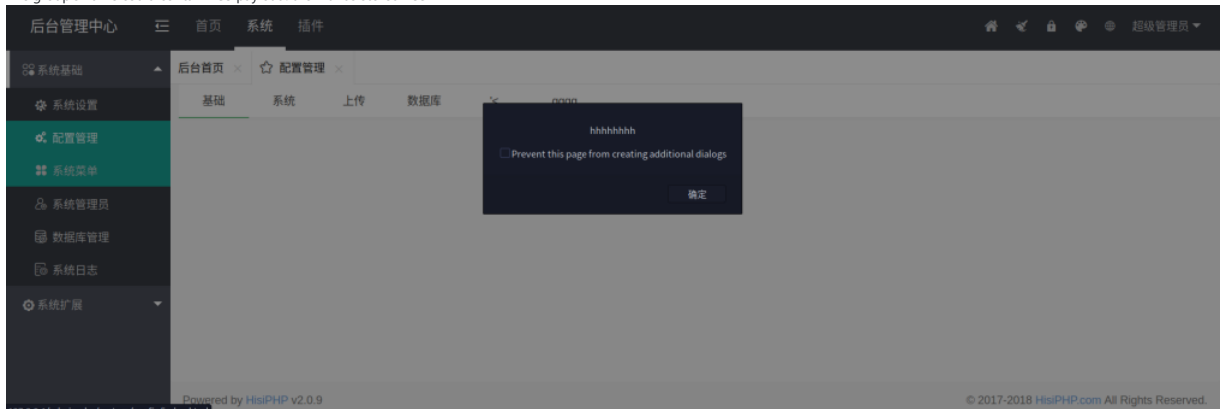 后台管理中心 首页 系统 插件 超级管理员
系统基础 后台首页 × 配置管理 ×
系统设置 基础 系统 上传 数据库 '<
hhhhhhhh
配置管理 Prevent this page from creating additional dialogs
系统菜单
确定
系统管理员
数据库管理
系统日志
系统扩展
Powered by HisiPHP v2.0.9 © 2017-2018 HisiPHP.com All Rights Reserved.